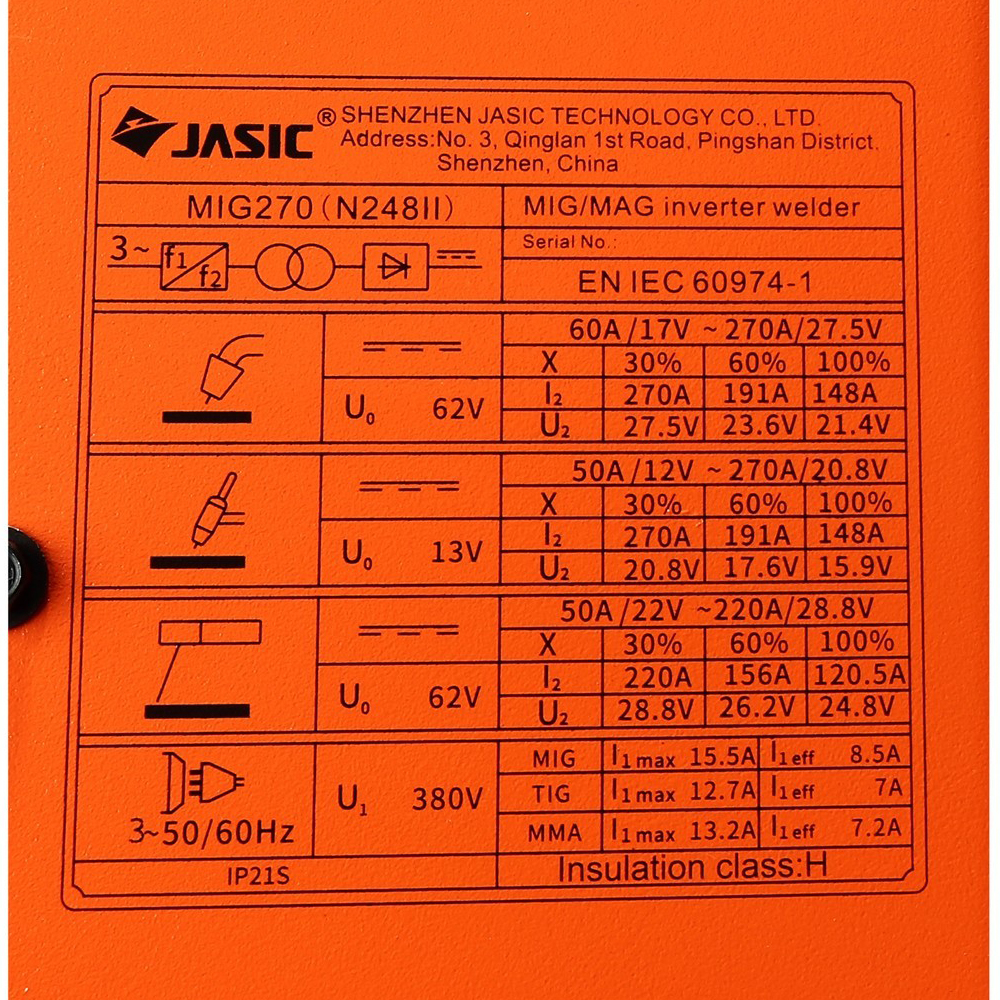 JASIC ® SHENZHEN JASIC TECHNOLOGY CO., LTD.
Address:No. 3, Qinglan 1st Road, Pingshan District,
Shenzhen, China
MIG270(N248II) MIG/MAG inverter welder
Serial No.:
3~ f1 f2
EN IEC 60974-1
60A/17V ~ 270A/27.5V
X 30% 60% 100%
I2 270A 191A 148A
U0 62V
U2 27.5V 23.6V 21.4V
50A/12V ~ 270A/20.8V
X 30% 60% 100%
I2 270A 191A 148A
U0 13V
U2 20.8V 17.6V 15.9V
50A/22V ~220A/28.8V
X 30% 60% 100%
I2 220A 156A 120.5A
U0 62V
U2 28.8V 26.2V 24.8V
MIG I1max 15.5A I1eff 8.5A
U1 380V
TIG I1max 12.7A I1eff 7A
3~50/60Hz
MMA I1max 13.2A I1eff 7.2A
IP21S Insulation class:H